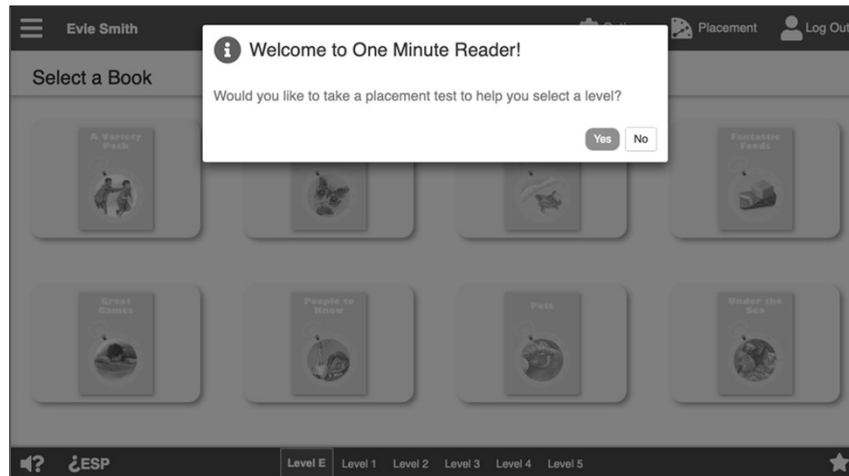 Evie Smith
Placement
Log Out
Welcome to One Minute Reader!
Select a Book
Would you like to take a placement test to help you select a level?
Yes
No
A Variety
Pack
Fantastic
Foods
Great
Games
People to
Know
Pets
Under the
Sea
?
¿ESP
Level E
Level 1
Level 2
Level 3
Level 4
Level 5